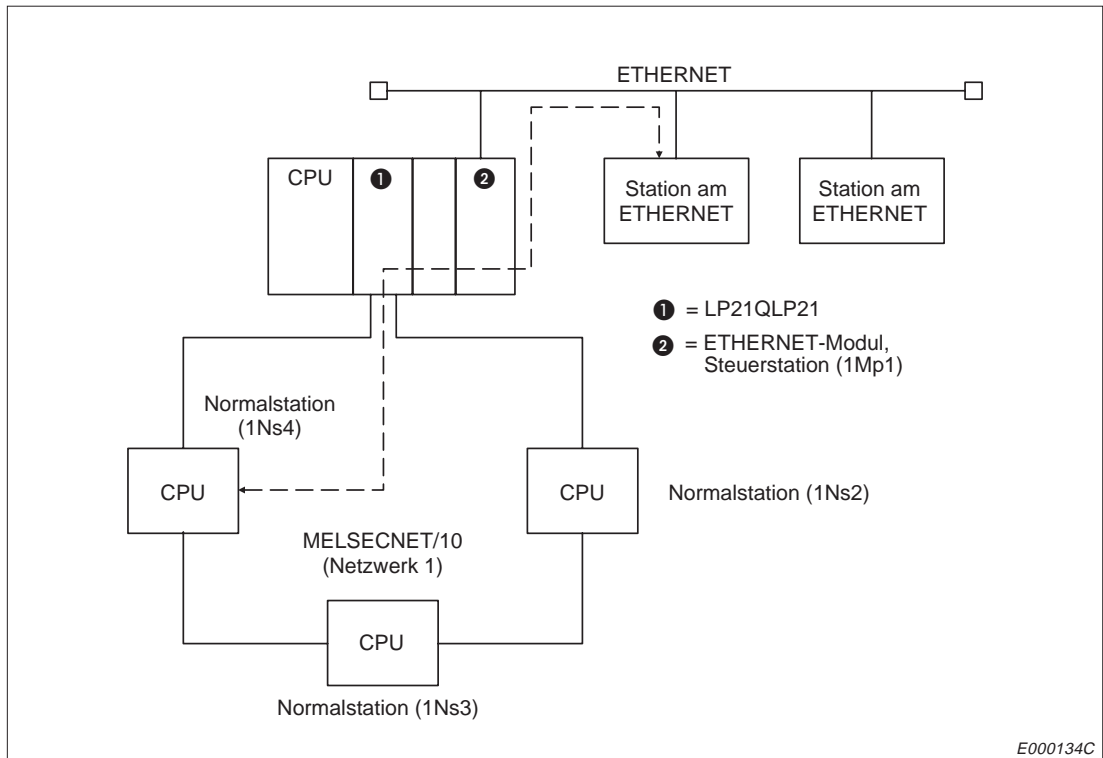 ETHERNET
CPU
❶
❷
Station am
ETHERNET
Station am
ETHERNET
❶ = LP21QLP21
❷ = ETHERNET-Modul,
Steuerstation (1Mp1)
Normalstation
(1Ns4)
CPU
CPU
Normalstation (1Ns2)
MELSECNET/10
(Netzwerk 1)
CPU
Normalstation (1Ns3)
E000134C